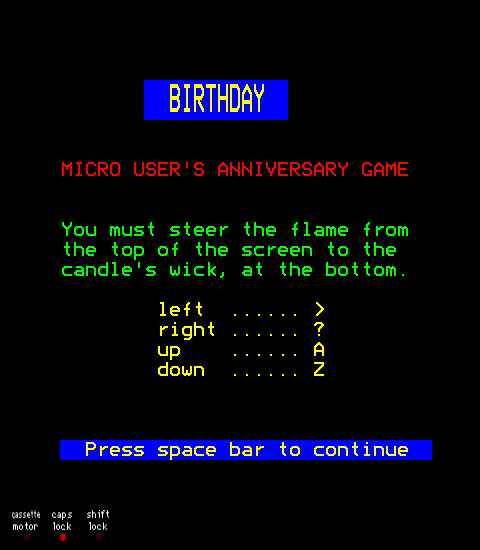 BIRTHDAY
MICRO USER'S ANNIVERSARY GAME
You must steer the flame from
the top of the screen to the
candle's wick, at the bottom.
left ...... >
right ...... ?
up ...... A
down ...... Z
Press space bar to continue
cassette motor
caps lock
shift lock